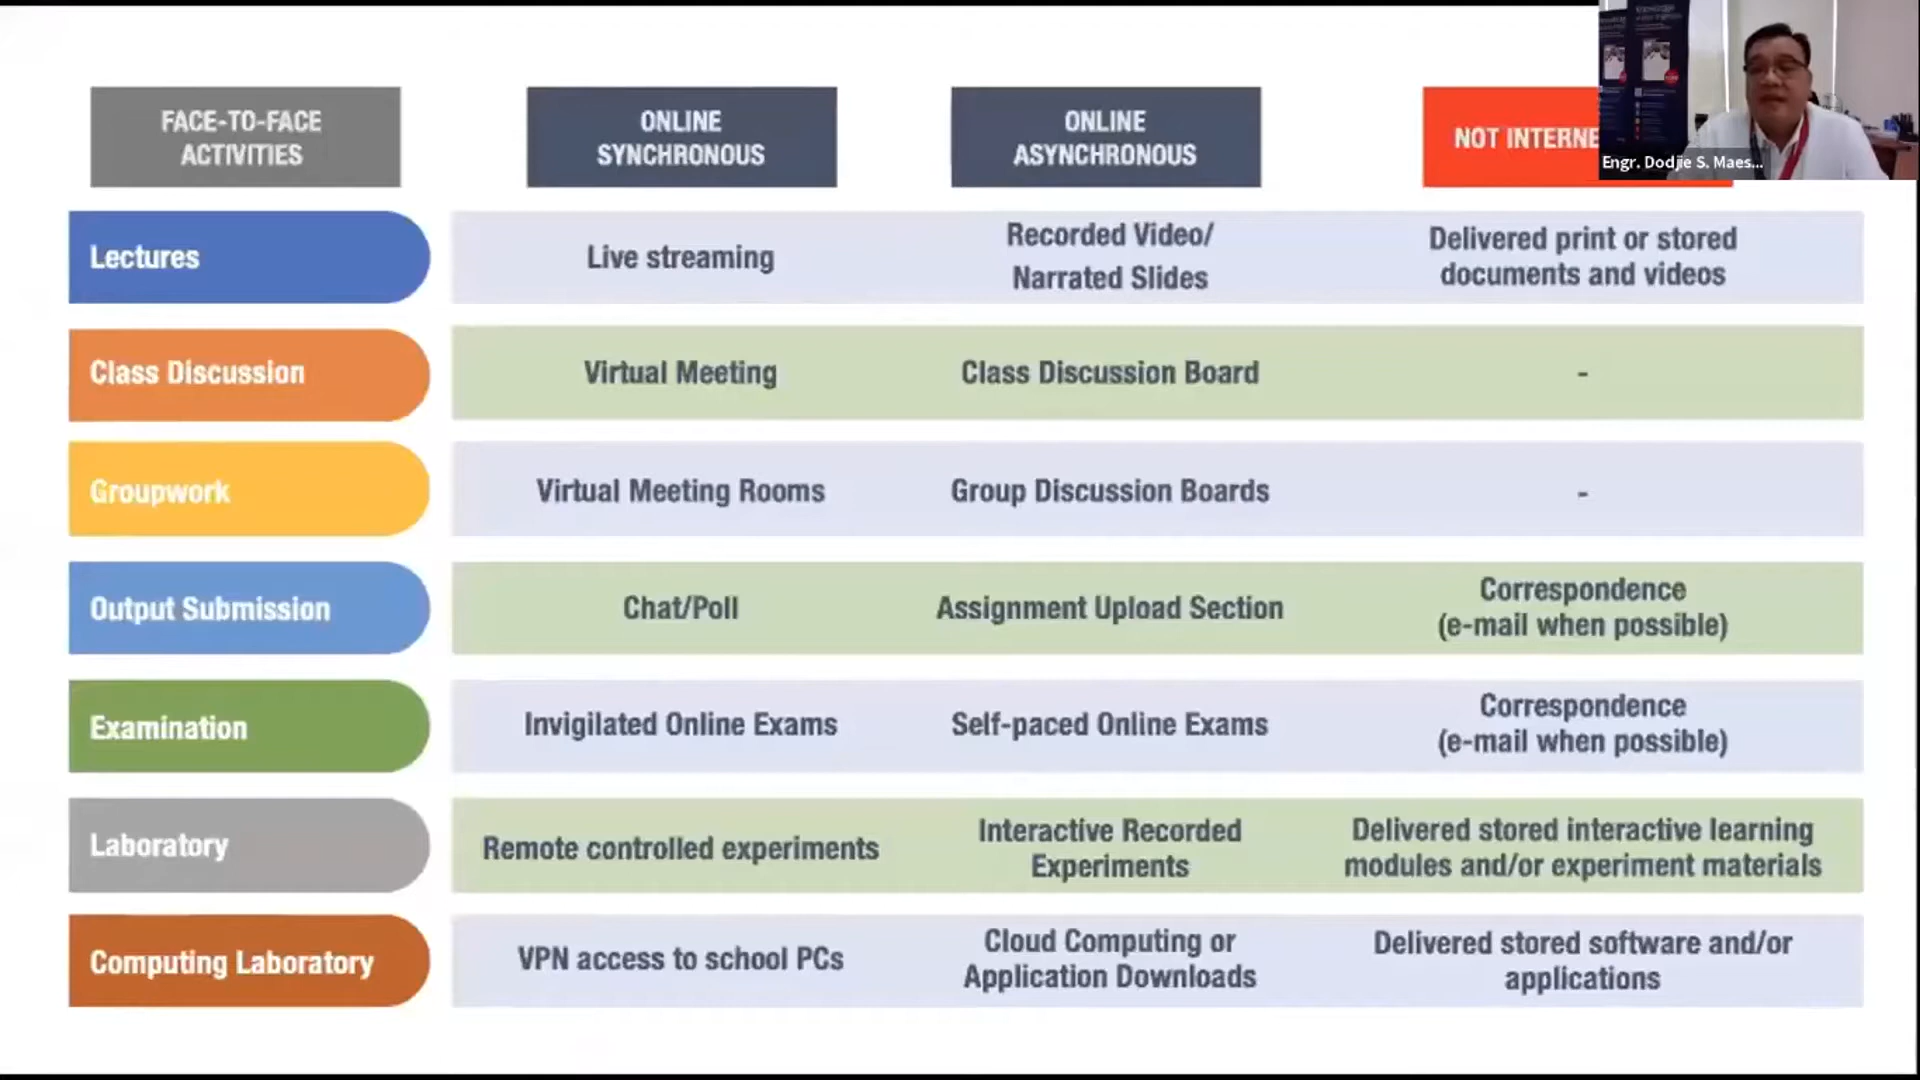 FACE-TO-FACE
ACTIVITIES
ONLINE
SYNCHRONOUS
ONLINE
ASYNCHRONOUS
NOT INTERNE
Engr. Dodjie S. Maes...
Lectures
Live streaming
Recorded Video/
Narrated Slides
Delivered print or stored
documents and videos
Class Discussion
Virtual Meeting
Class Discussion Board
-
Groupwork
Virtual Meeting Rooms
Group Discussion Boards
-
Output Submission
Chat/Poll
Assignment Upload Section
Correspondence
(e-mail when possible)
Examination
Invigilated Online Exams
Self-paced Online Exams
Correspondence
(e-mail when possible)
Laboratory
Remote controlled experiments
Interactive Recorded
Experiments
Delivered stored interactive learning
modules and/or experiment materials
Computing Laboratory
VPN access to school PCs
Cloud Computing or
Application Downloads
Delivered stored software and/or
applications